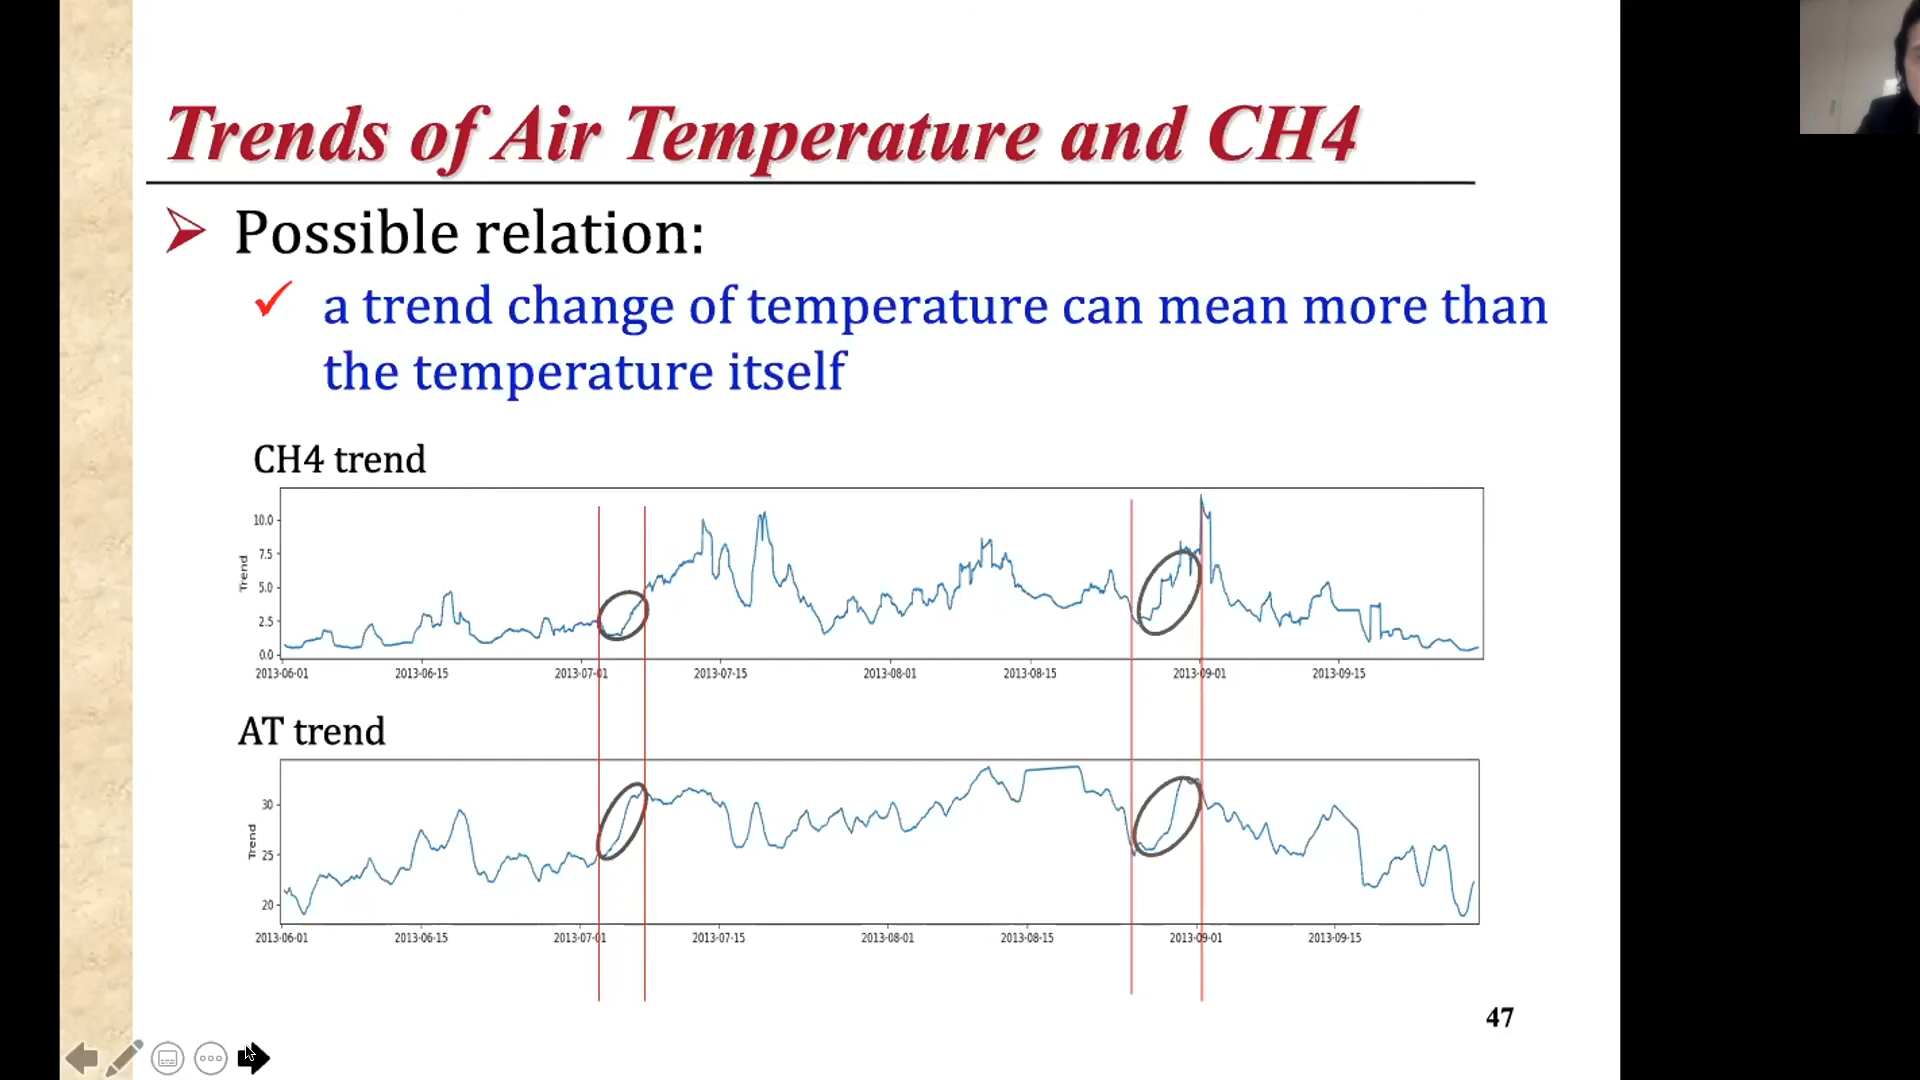 Trends of Air Temperature and CH4
Possible relation:
a trend change of temperature can mean more than
the temperature itself
CH4 trend
Trend
10.0
7.5
5.0
2.5
0.0
2013-06-01 2013-06-15 2013-07-01 2013-07-15 2013-08-01 2013-08-15 2013-09-01 2013-09-15
AT trend
Trend
30
25
20
2013-06-01 2013-06-15 2013-07-01 2013-07-15 2013-08-01 2013-08-15 2013-09-01 2013-09-15
47